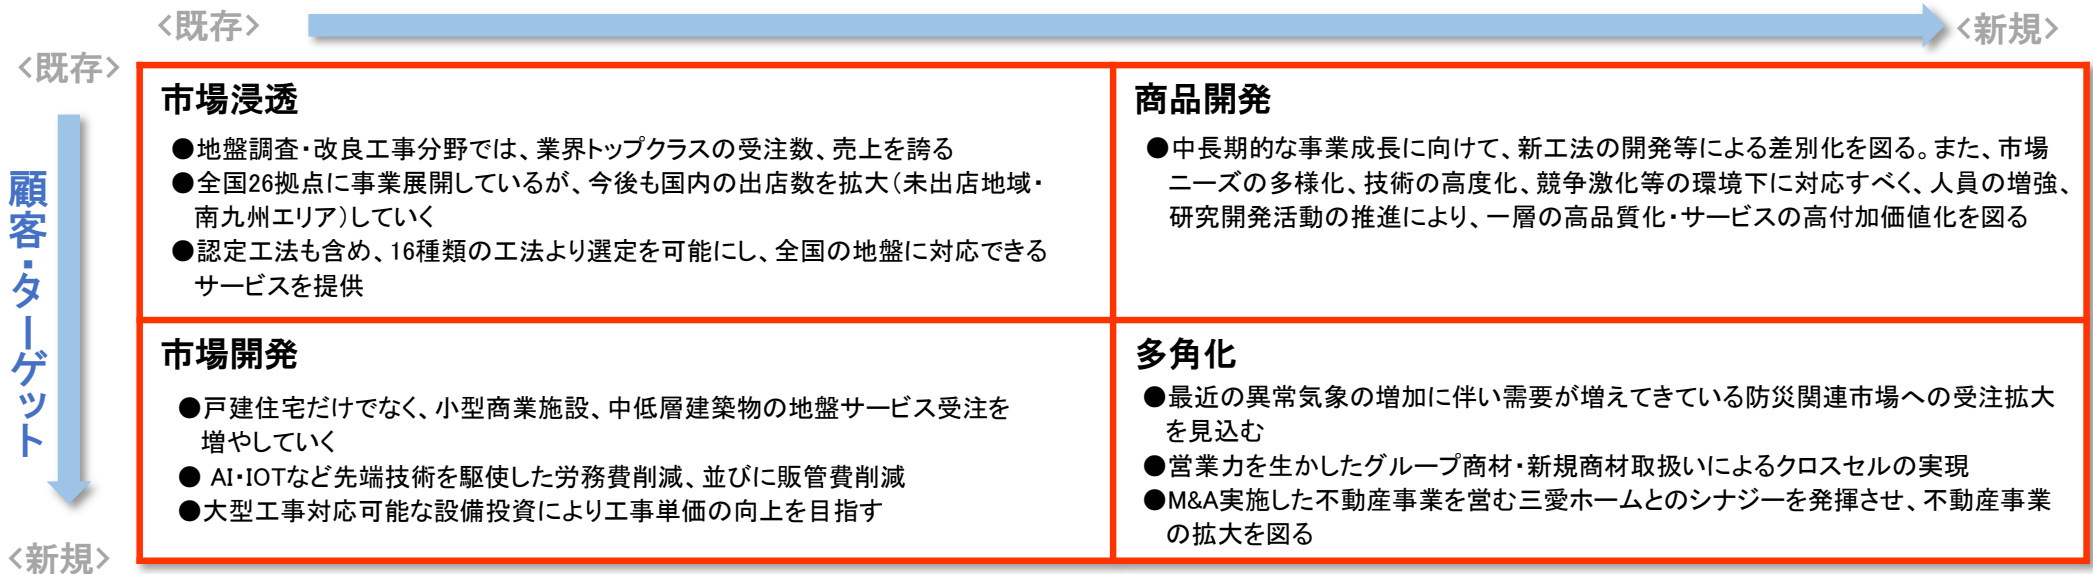 <既存>
<新規>
<既存>
顧客・ターゲット
<新規>
市場浸透
●地盤調査・改良工事分野では、業界トップクラスの受注数、売上を誇る
●全国26拠点に事業展開しているが、今後も国内の出店数を拡大(未出店地域・
南九州エリア)していく
●認定工法も含め、16種類の工法より選定を可能にし、全国の地盤に対応できる
サービスを提供
商品開発
●中長期的な事業成長に向けて、新工法の開発等による差別化を図る。また、市場
ニーズの多様化、技術の高度化、競争激化等の環境下に対応すべく、人員の増強、
研究開発活動の推進により、一層の高品質化・サービスの高付加価値化を図る
市場開発
●戸建住宅だけでなく、小型商業施設、中低層建築物の地盤サービス受注を
増やしていく
● AI・IOTなど先端技術を駆使した労務費削減、並びに販管費削減
●大型工事対応可能な設備投資により工事単価の向上を目指す
多角化
●最近の異常気象の増加に伴い需要が増えてきている防災関連市場への受注拡大
を見込む
●営業力を生かしたグループ商材・新規商材取扱いによるクロスセルの実現
●M&A実施した不動産事業を営む三愛ホームとのシナジーを発揮させ、不動産事業
の拡大を図る